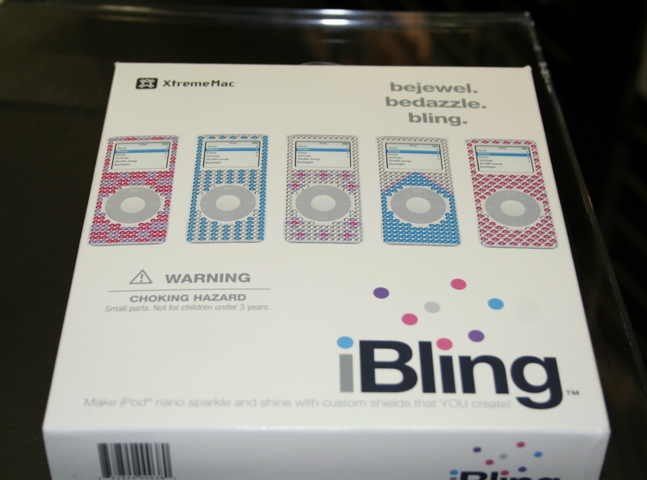 XtremeMac
bejewel.
bedazzle.
bling.
WARNING
CHOKING HAZARD
Small parts. Not for children under 3 years.
iBling™
Make iPod® nano sparkle and shine with custom shields that YOU create!
iBling